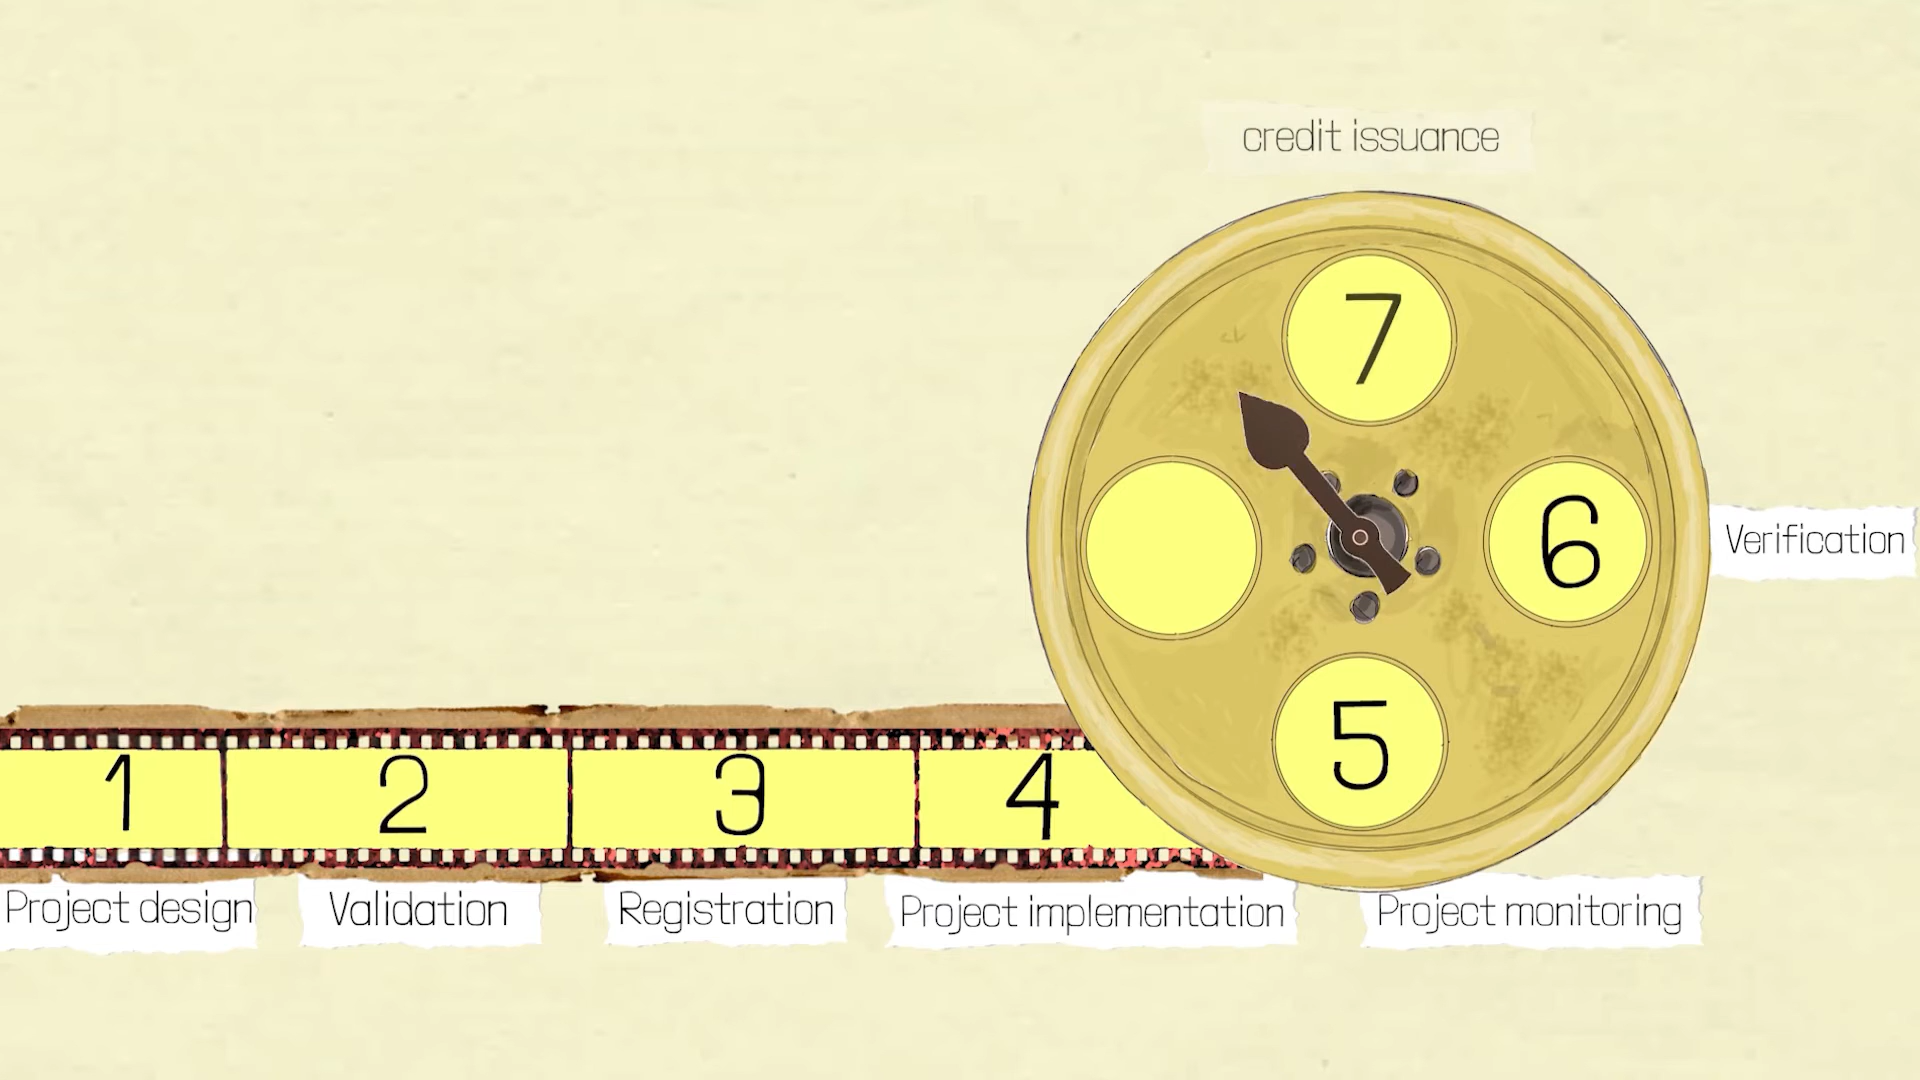 credit issuance
7
6
Verification
5
1
2
3
4
Project design
Validation
Registration
Project implementation
Project monitoring